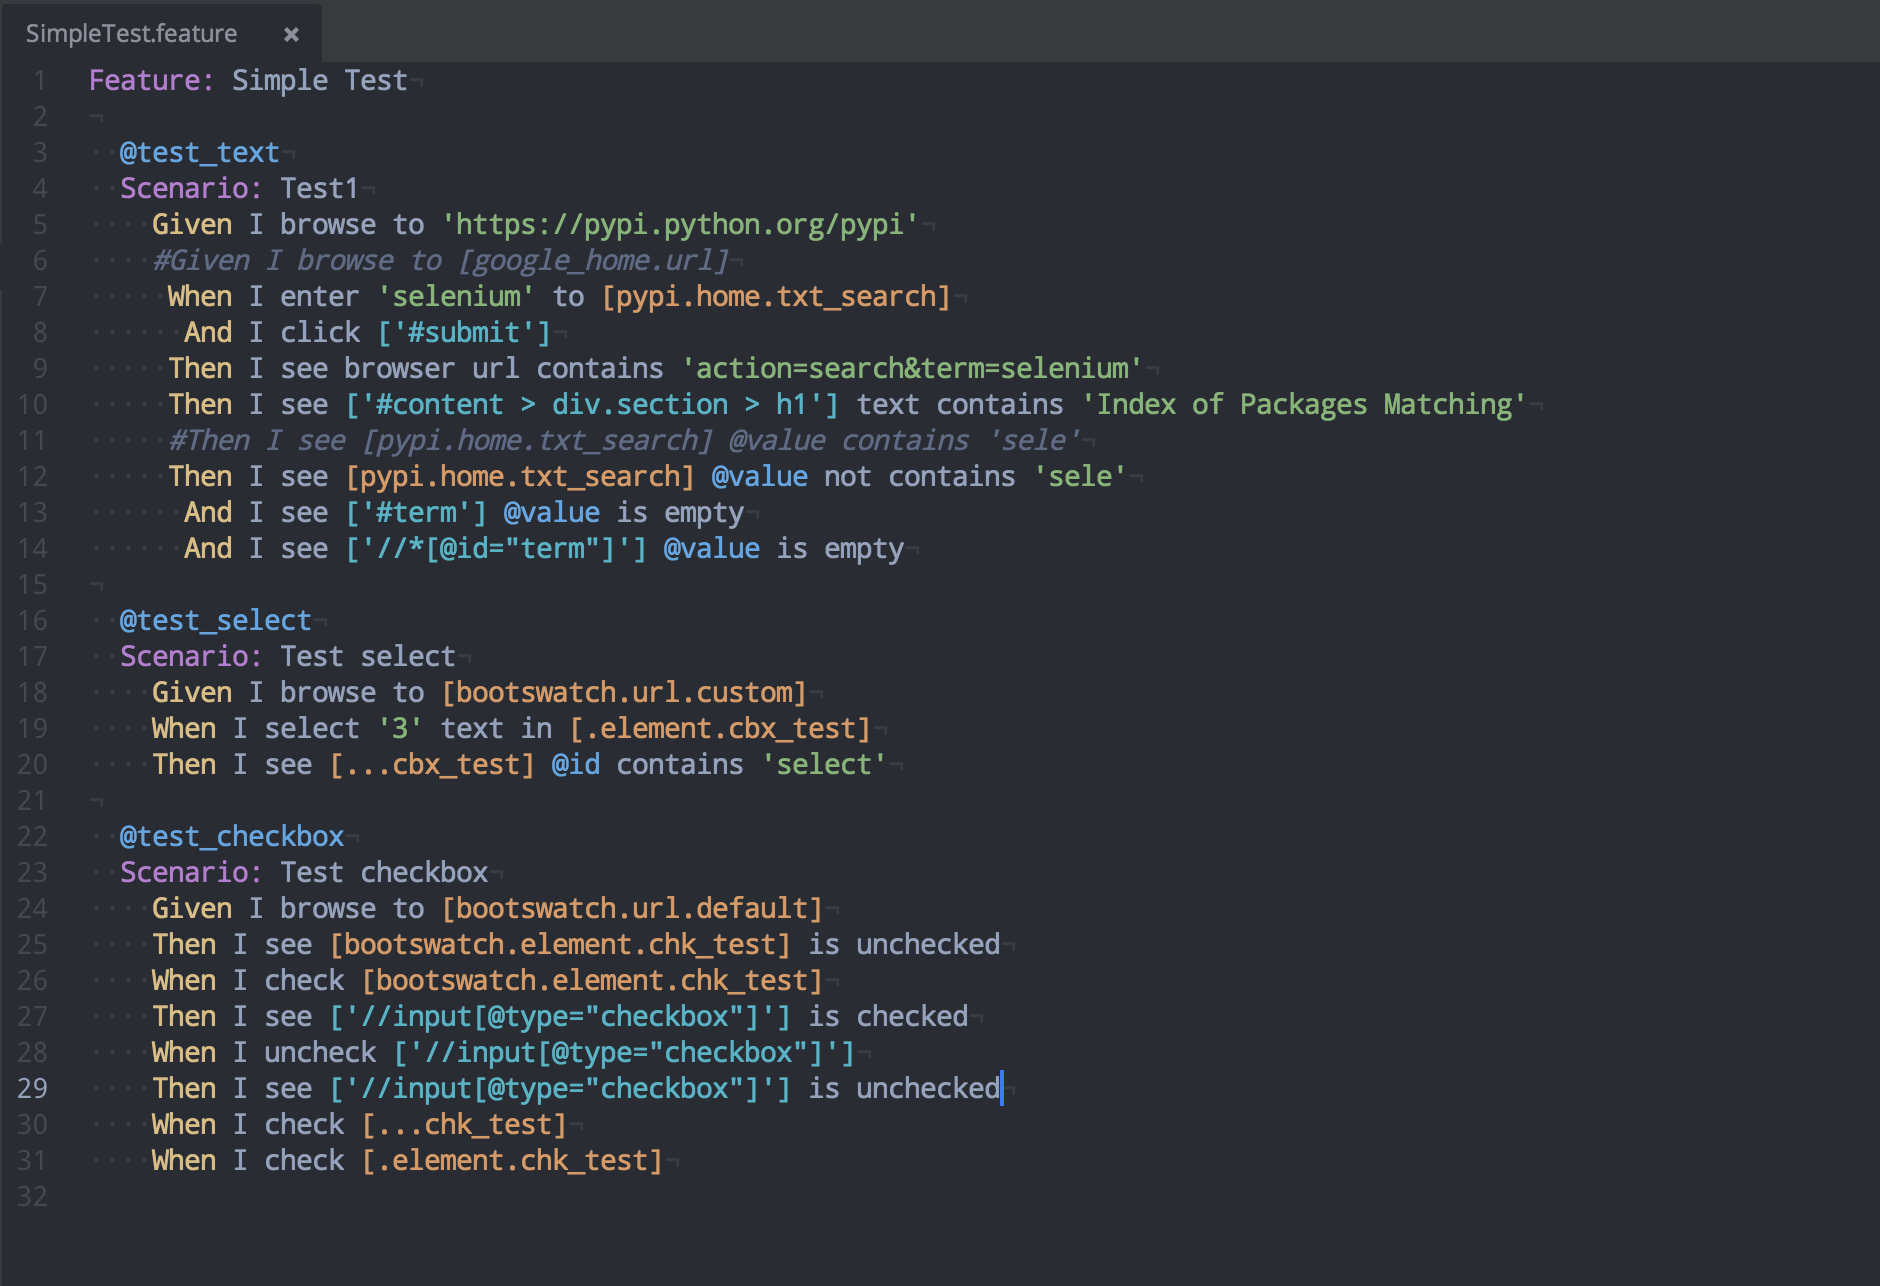 SimpleTest.feature ×
1 Feature: Simple Test
2
3 @test_text
4 Scenario: Test1
5 Given I browse to 'https://pypi.python.org/pypi'
6 #Given I browse to [google_home.url]
7 When I enter 'selenium' to [pypi.home.txt_search]
8 And I click ['#submit']
9 Then I see browser url contains 'action=search&term=selenium'
10 Then I see ['#content > div.section > h1'] text contains 'Index of Packages Matching'
11 #Then I see [pypi.home.txt_search] @value contains 'sele'
12 Then I see [pypi.home.txt_search] @value not contains 'sele'
13 And I see ['#term'] @value is empty
14 And I see ['//*[@id="term"]'] @value is empty
15
16 @test_select
17 Scenario: Test select
18 Given I browse to [bootswatch.url.custom]
19 When I select '3' text in [.element.cbx_test]
20 Then I see [...cbx_test] @id contains 'select'
21
22 @test_checkbox
23 Scenario: Test checkbox
24 Given I browse to [bootswatch.url.default]
25 Then I see [bootswatch.element.chk_test] is unchecked
26 When I check [bootswatch.element.chk_test]
27 Then I see ['//input[@type="checkbox"]'] is checked
28 When I uncheck ['//input[@type="checkbox"]']
29 Then I see ['//input[@type="checkbox"]'] is unchecked
30 When I check [...chk_test]
31 When I check [.element.chk_test]
32